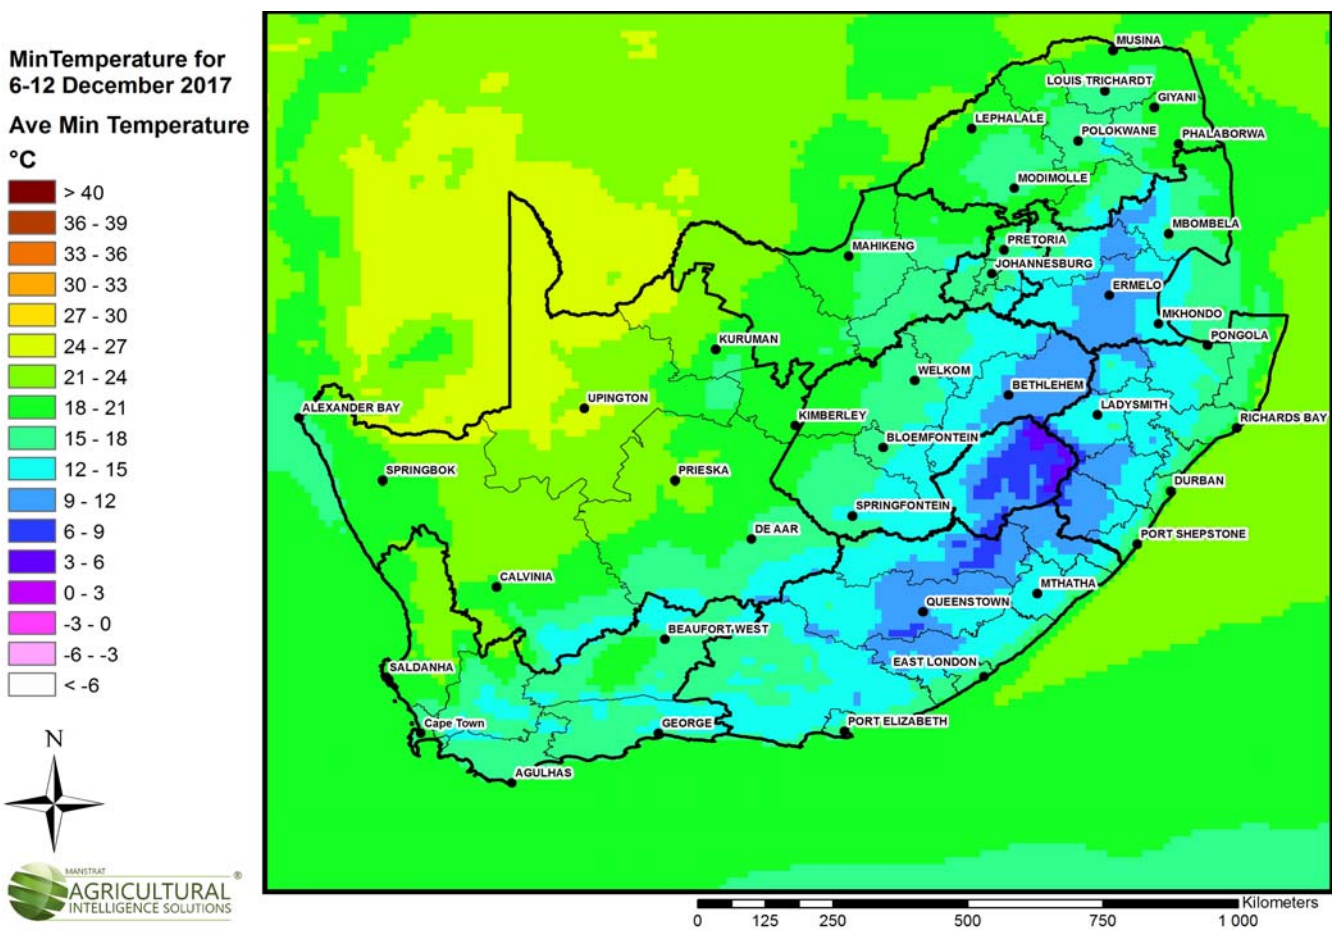 MinTemperature for
6-12 December 2017
Ave Min Temperature
°C
> 40
36 - 39
33 - 36
30 - 33
27 - 30
24 - 27
21 - 24
18 - 21
15 - 18
12 - 15
9 - 12
6 - 9
3 - 6
0 - 3
-3 - 0
-6 - -3
< -6
N
MANSTRAT
AGRICULTURAL ®
INTELLIGENCE SOLUTIONS
MUSINA
LOUIS TRICHARDT
GIYANI
LEPHALALE
POLOKWANE
PHALABORWA
MODIMOLLE
MBOMBELA
PRETORIA
MAHIKENG
JOHANNESBURG
ERMELO
MKHONDO
PONGOLA
KURUMAN
WELKOM
BETHLEHEM
UPINGTON
ALEXANDER BAY
KIMBERLEY
LADYSMITH
RICHARDS BAY
BLOEMFONTEIN
SPRINGBOK
PRIESKA
DURBAN
SPRINGFONTEIN
DE AAR
PORT SHEPSTONE
CALVINIA
MTHATHA
QUEENSTOWN
BEAUFORT WEST
EAST LONDON
SALDANHA
Cape Town
GEORGE
PORT ELIZABETH
AGULHAS
Kilometers
0 125 250 500 750 1 000